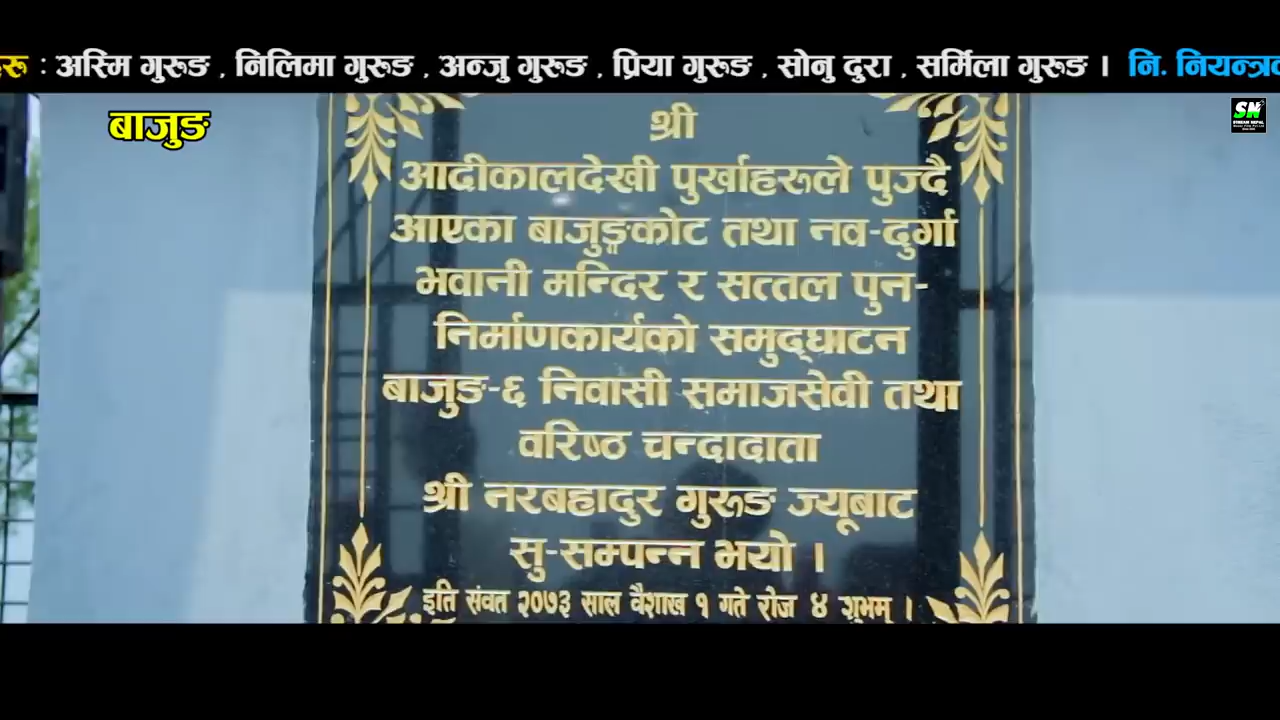 : अस्मि गुरुङ , निलिमा गुरुङ , अन्जु गुरुङ , प्रिया गुरुङ , सोनु दुरा , सर्मिला गुरुङ । नि.
बाजुङ
SN
श्री
आदीकालदेखी पुर्खाहरुले पुज्दै
आएका बाजुङ्कोट तथा नव-दुर्गा
भवानी मन्दिर र सत्तल पुन-
निर्माणकार्यको समुद्घाटन
बाजुङ-६ निवासी समाजसेवी तथा
वरिष्ठ चन्दादाता
श्री नरबहादुर गुरुङ ज्यूबाट
सु-सम्पन्न भयो ।
इति संवत २०७३ साल वैशाख १ गते रोज ४ शुभम् ।